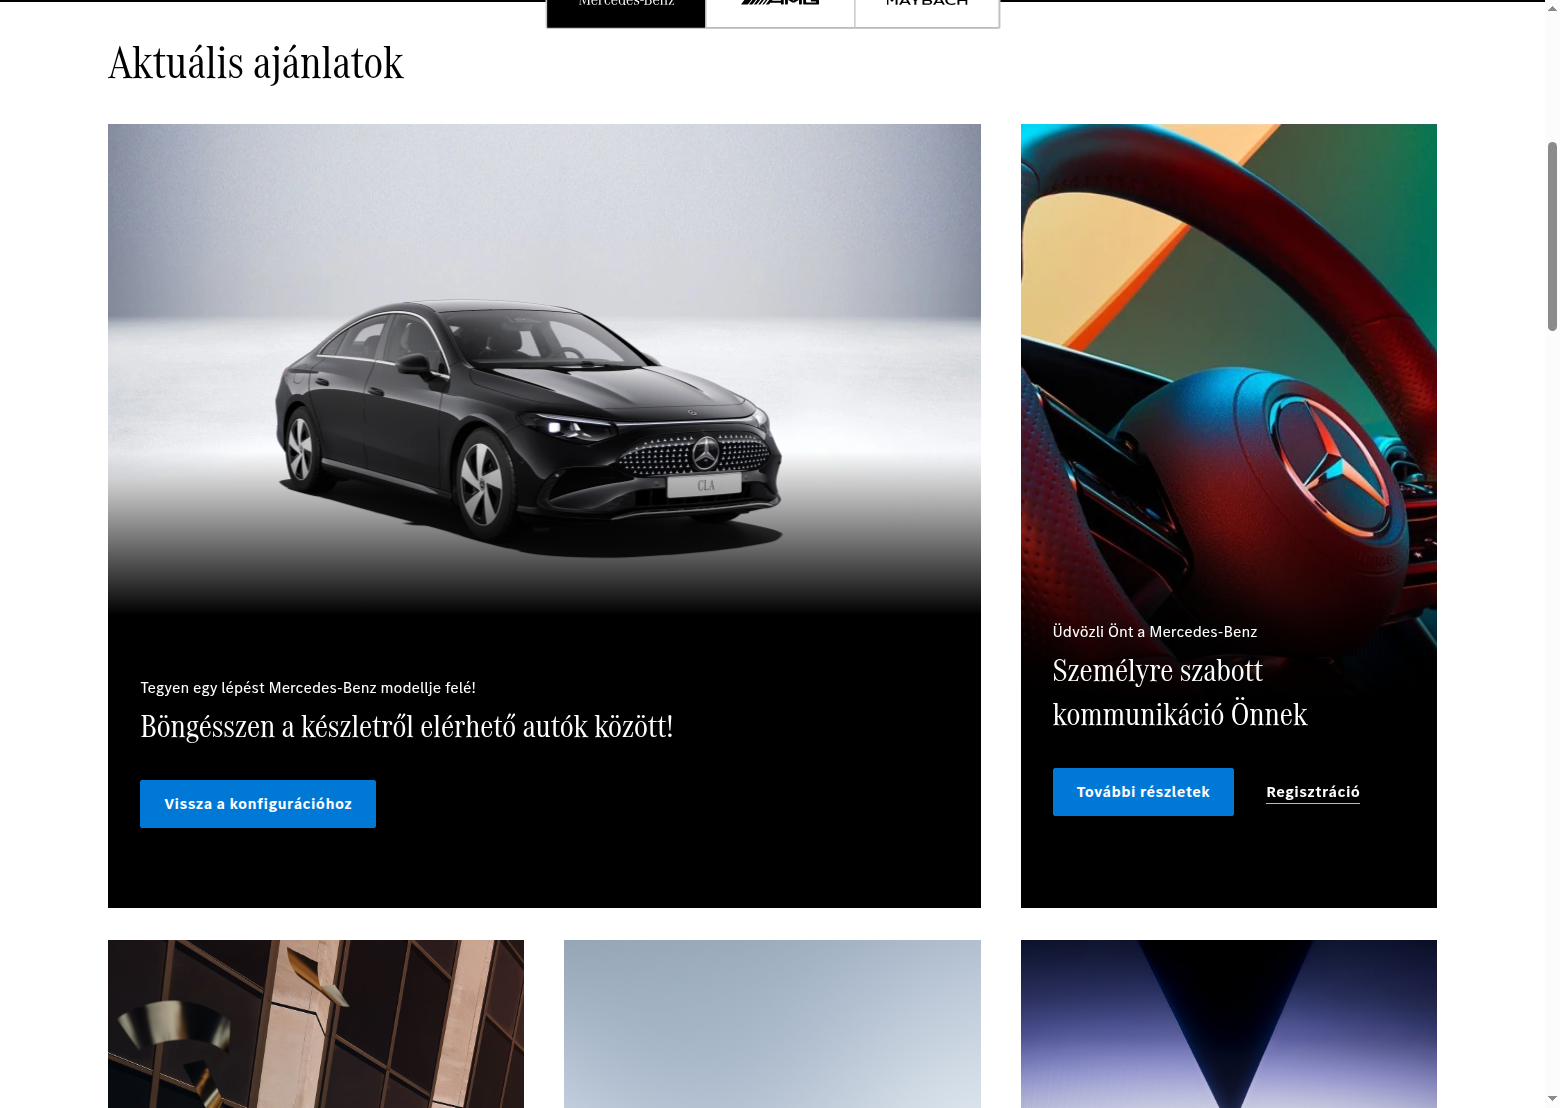 Mercedes-Benz
AMG
MAYBACH
Aktuális ajánlatok
CLA
Tegyen egy lépést Mercedes-Benz modellje felé!
Böngésszen a készletről elérhető autók között!
Vissza a konfigurációhoz
Üdvözli Önt a Mercedes-Benz
Személyre szabott
kommunikáció Önnek
További részletek
Regisztráció